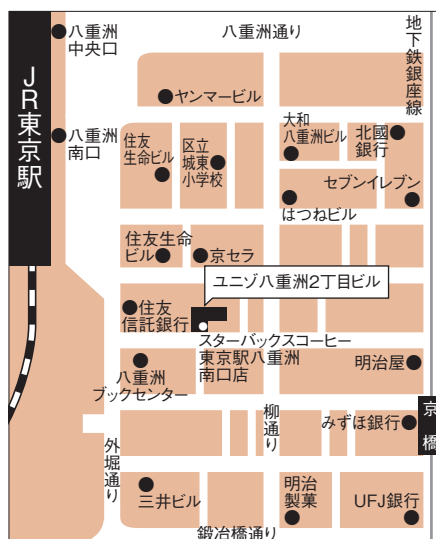 八重洲
中央口
八重洲通り
地下鉄銀座線
JR東京駅
ヤンマービル
八重洲
南口
住友
生命ビル
区立
城東
小学校
大和
八重洲ビル
北國
銀行
セブンイレブン
はつねビル
住友生命
ビル
京セラ
ユニゾ八重洲2丁目ビル
住友
信託銀行
スターバックスコーヒー
東京駅八重洲
南口店
八重洲
ブックセンター
明治屋
柳通り
みずほ銀行
京橋
外堀通り
三井ビル
明治
製菓
UFJ銀行
鍛冶橋通り